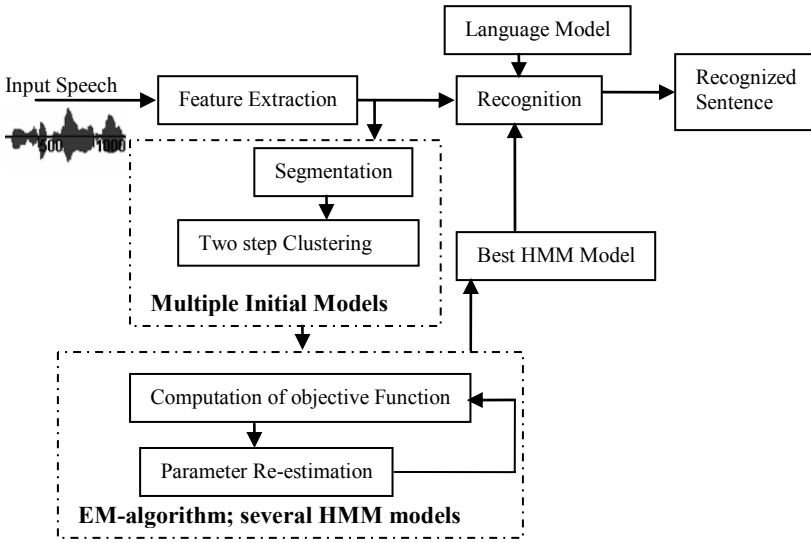 Language Model
Input Speech
Feature Extraction
Recognition
Recognized
Sentence
500 1000
Segmentation
Two step Clustering
Multiple Initial Models
Best HMM Model
Computation of objective Function
Parameter Re-estimation
EM-algorithm; several HMM models